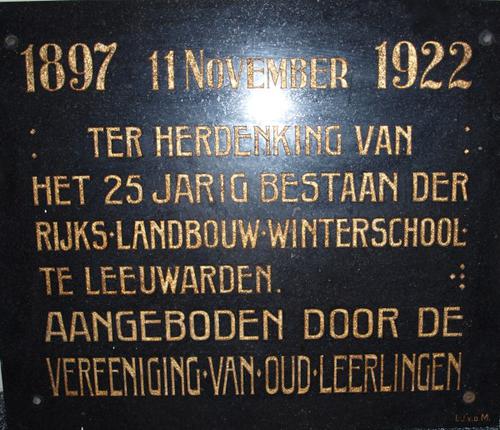 1897 11 NOVEMBER 1922
TER HERDENKING VAN
HET 25 JARIG BESTAAN DER
RIJKS·LANDBOUW·WINTERSCHOOL·
TE LEEUWARDEN.
AANGEBODEN DOOR DE
VEREENIGING·VAN·OUD·LEERLINGEN